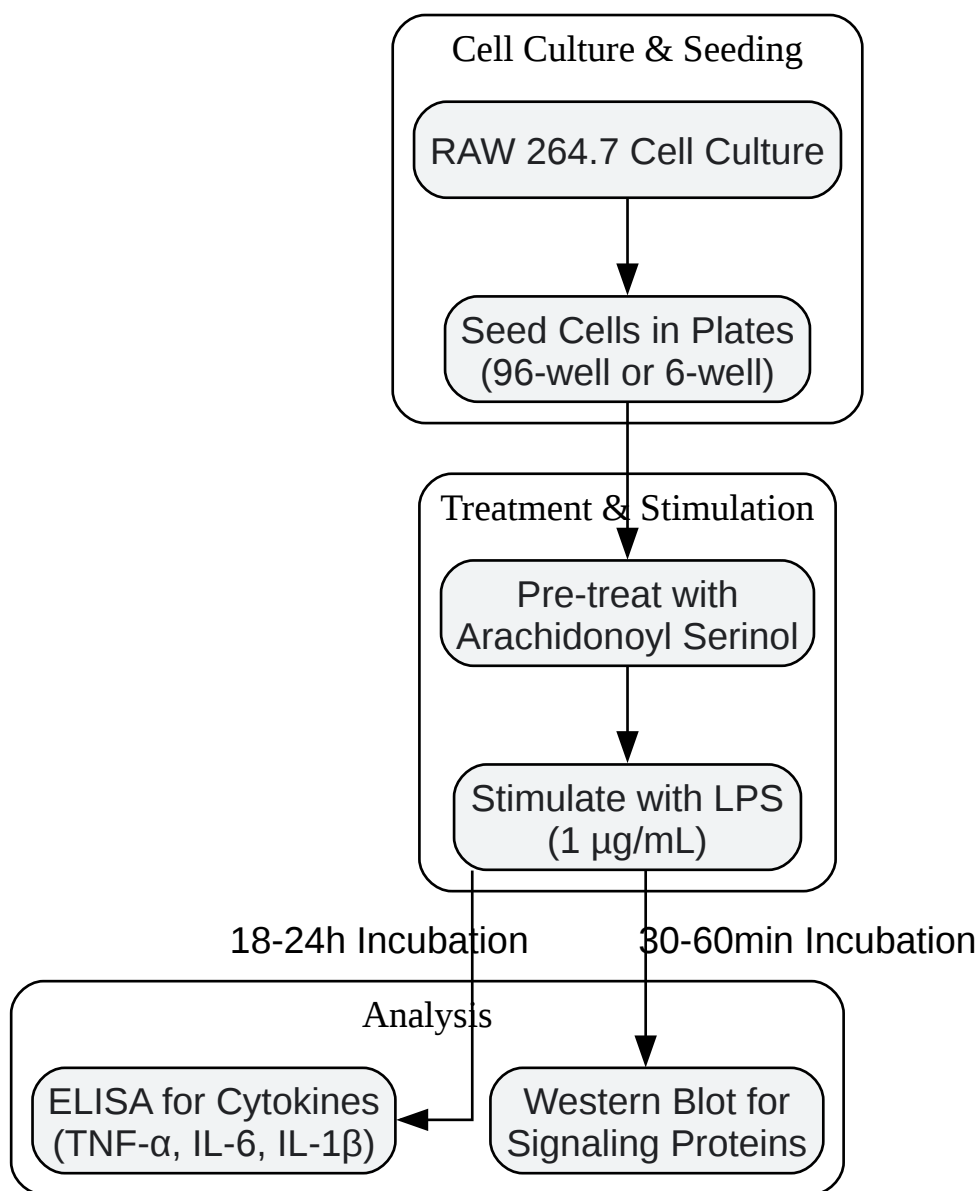 Cell Culture & Seeding
RAW 264.7 Cell Culture
Seed Cells in Plates
(96-well or 6-well)
Treatment & Stimulation
Pre-treat with
Arachidonoyl Serinol
Stimulate with LPS
(1 µg/mL)
18-24h Incubation
30-60min Incubation
Analysis
ELISA for Cytokines
(TNF-α, IL-6, IL-1β)
Western Blot for
Signaling Proteins